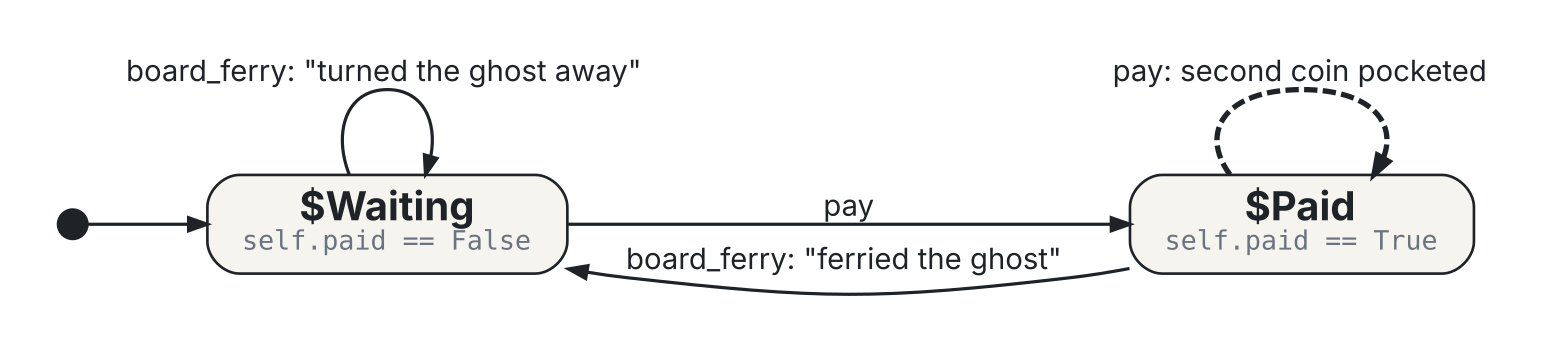 board_ferry: "turned the ghost away"
pay: second coin pocketed
$Waiting
self.paid == False
pay
$Paid
self.paid == True
board_ferry: "ferried the ghost"